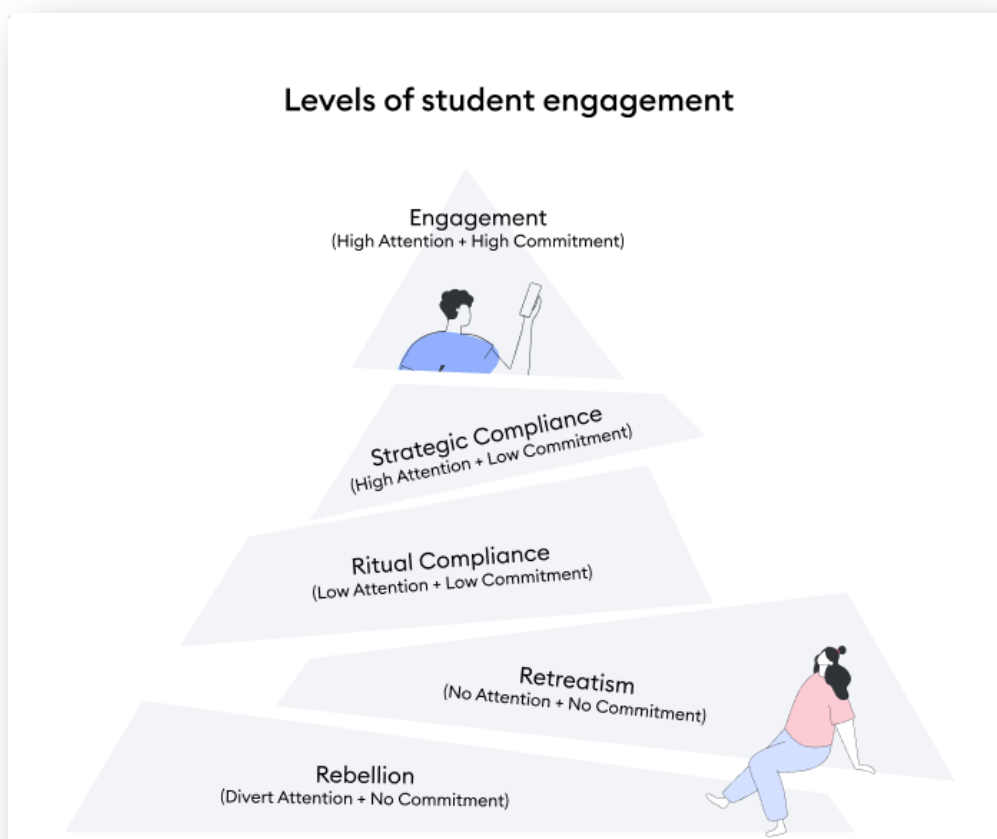 Levels of student engagement
Engagement
(High Attention + High Commitment)
Strategic Compliance
(High Attention + Low Commitment)
Ritual Compliance
(Low Attention + Low Commitment)
Retreatism
(No Attention + No Commitment)
Rebellion
(Divert Attention + No Commitment)